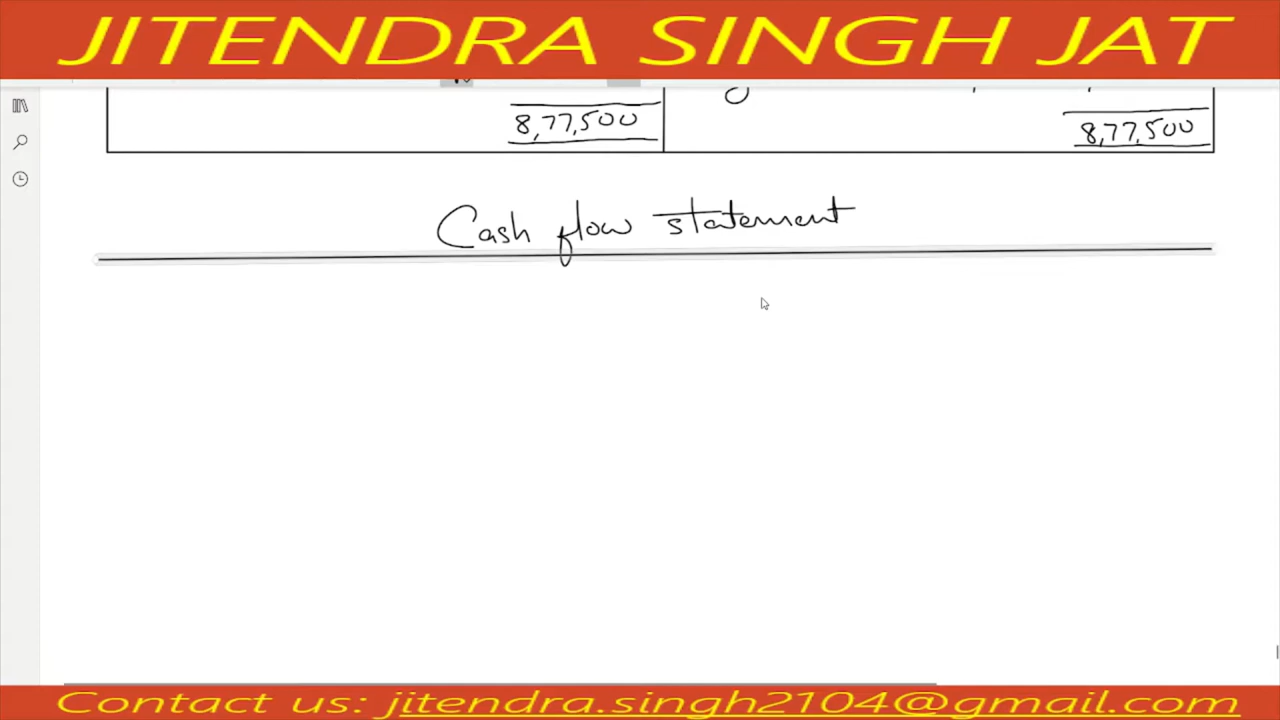 JITENDRA SINGH JAT
8,77,500 8,77,500
Cash flow statement
Contact us: jitendra.singh2104@gmail.com